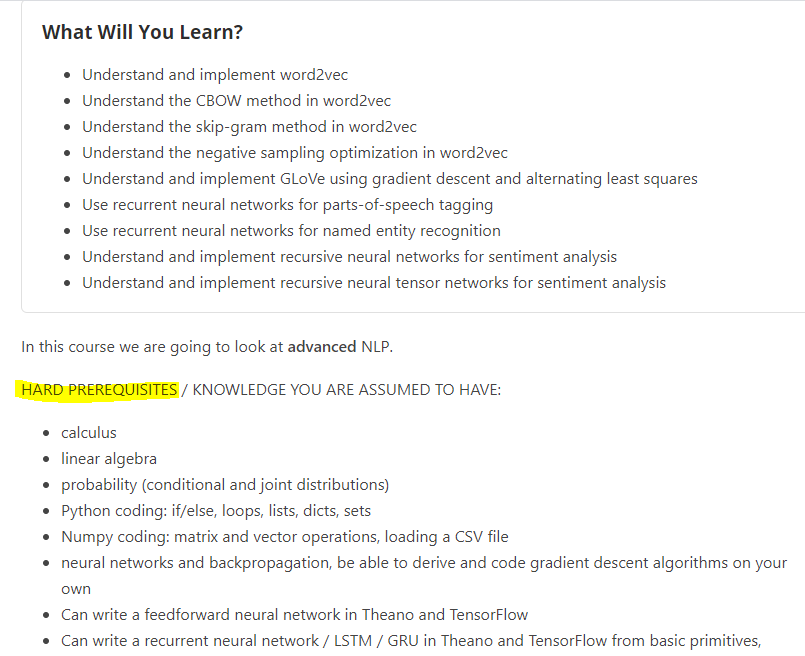 What Will You Learn?
• Understand and implement word2vec
• Understand the CBOW method in word2vec
• Understand the skip-gram method in word2vec
• Understand the negative sampling optimization in word2vec
• Understand and implement GLoVe using gradient descent and alternating least squares
• Use recurrent neural networks for parts-of-speech tagging
• Use recurrent neural networks for named entity recognition
• Understand and implement recursive neural networks for sentiment analysis
• Understand and implement recursive neural tensor networks for sentiment analysis
In this course we are going to look at advanced NLP.
HARD PREREQUISITES / KNOWLEDGE YOU ARE ASSUMED TO HAVE:
• calculus
• linear algebra
• probability (conditional and joint distributions)
• Python coding: if/else, loops, lists, dicts, sets
• Numpy coding: matrix and vector operations, loading a CSV file
• neural networks and backpropagation, be able to derive and code gradient descent algorithms on your
own
• Can write a feedforward neural network in Theano and TensorFlow
• Can write a recurrent neural network / LSTM / GRU in Theano and TensorFlow from basic primitives,